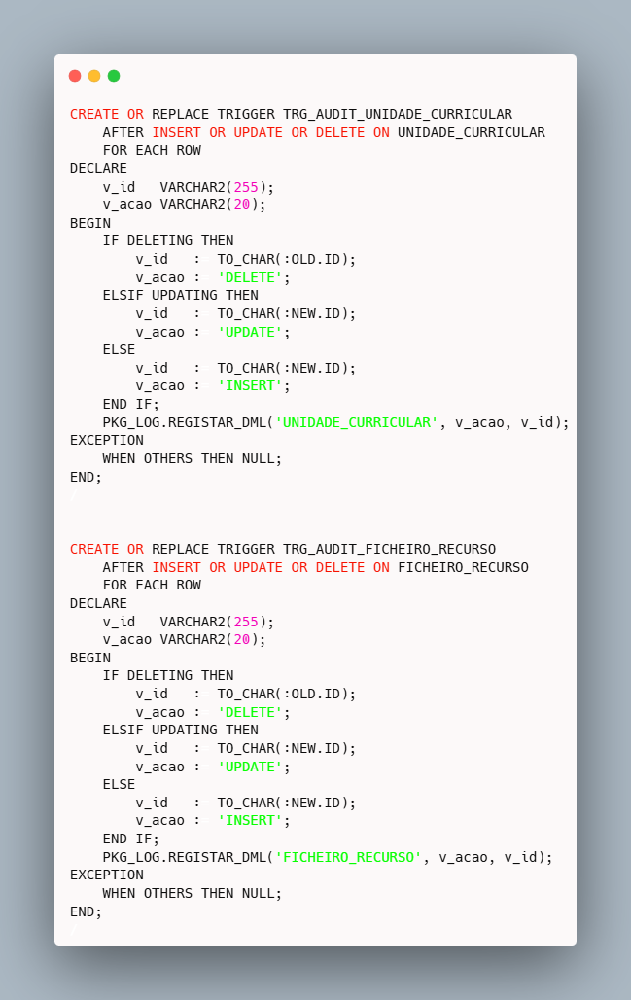 CREATE OR REPLACE TRIGGER TRG_AUDIT_UNIDADE_CURRICULAR
    AFTER INSERT OR UPDATE OR DELETE ON UNIDADE_CURRICULAR
    FOR EACH ROW
DECLARE
    v_id   VARCHAR2(255);
    v_acao VARCHAR2(20);
BEGIN
    IF DELETING THEN
        v_id   := TO_CHAR(:OLD.ID);
        v_acao := 'DELETE';
    ELSIF UPDATING THEN
        v_id   := TO_CHAR(:NEW.ID);
        v_acao := 'UPDATE';
    ELSE
        v_id   := TO_CHAR(:NEW.ID);
        v_acao := 'INSERT';
    END IF;
    PKG_LOG.REGISTAR_DML('UNIDADE_CURRICULAR', v_acao, v_id);
EXCEPTION
    WHEN OTHERS THEN NULL;
END;
/
CREATE OR REPLACE TRIGGER TRG_AUDIT_FICHEIRO_RECURSO
    AFTER INSERT OR UPDATE OR DELETE ON FICHEIRO_RECURSO
    FOR EACH ROW
DECLARE
    v_id   VARCHAR2(255);
    v_acao VARCHAR2(20);
BEGIN
    IF DELETING THEN
        v_id   := TO_CHAR(:OLD.ID);
        v_acao := 'DELETE';
    ELSIF UPDATING THEN
        v_id   := TO_CHAR(:NEW.ID);
        v_acao := 'UPDATE';
    ELSE
        v_id   := TO_CHAR(:NEW.ID);
        v_acao := 'INSERT';
    END IF;
    PKG_LOG.REGISTAR_DML('FICHEIRO_RECURSO', v_acao, v_id);
EXCEPTION
    WHEN OTHERS THEN NULL;
END;
/